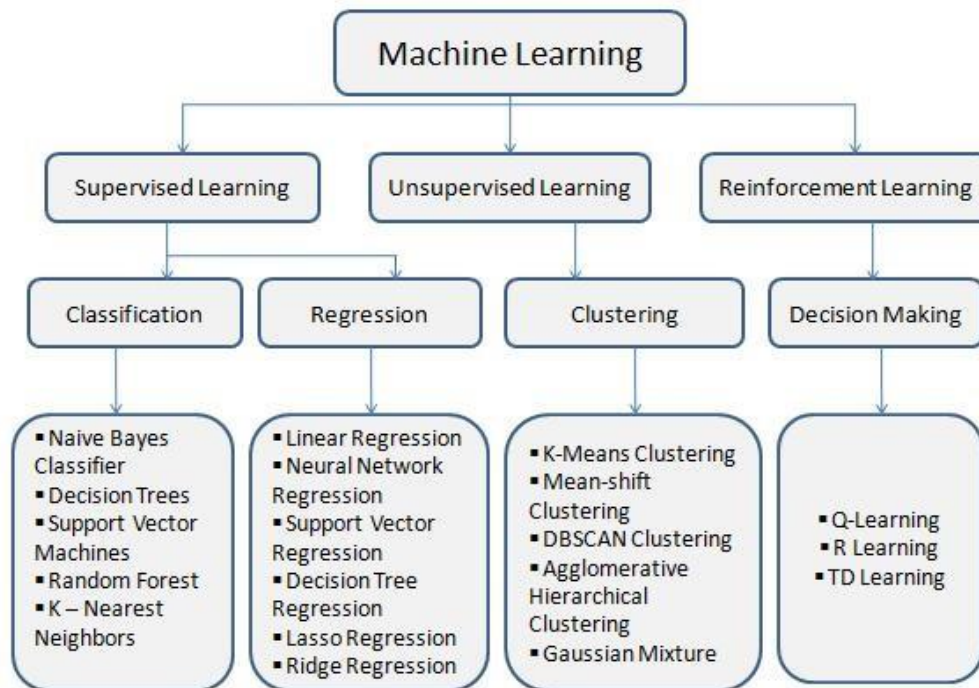 Machine Learning
Supervised Learning
Unsupervised Learning
Reinforcement Learning
Classification
Regression
Clustering
Decision Making
▪ Naive Bayes
Classifier
▪ Decision Trees
▪ Support Vector
Machines
▪ Random Forest
▪ K – Nearest
Neighbors
▪ Linear Regression
▪ Neural Network
Regression
▪ Support Vector
Regression
▪ Decision Tree
Regression
▪ Lasso Regression
▪ Ridge Regression
▪ K-Means Clustering
▪ Mean-shift
Clustering
▪ DBSCAN Clustering
▪ Agglomerative
Hierarchical
Clustering
▪ Gaussian Mixture
▪ Q-Learning
▪ R Learning
▪ TD Learning